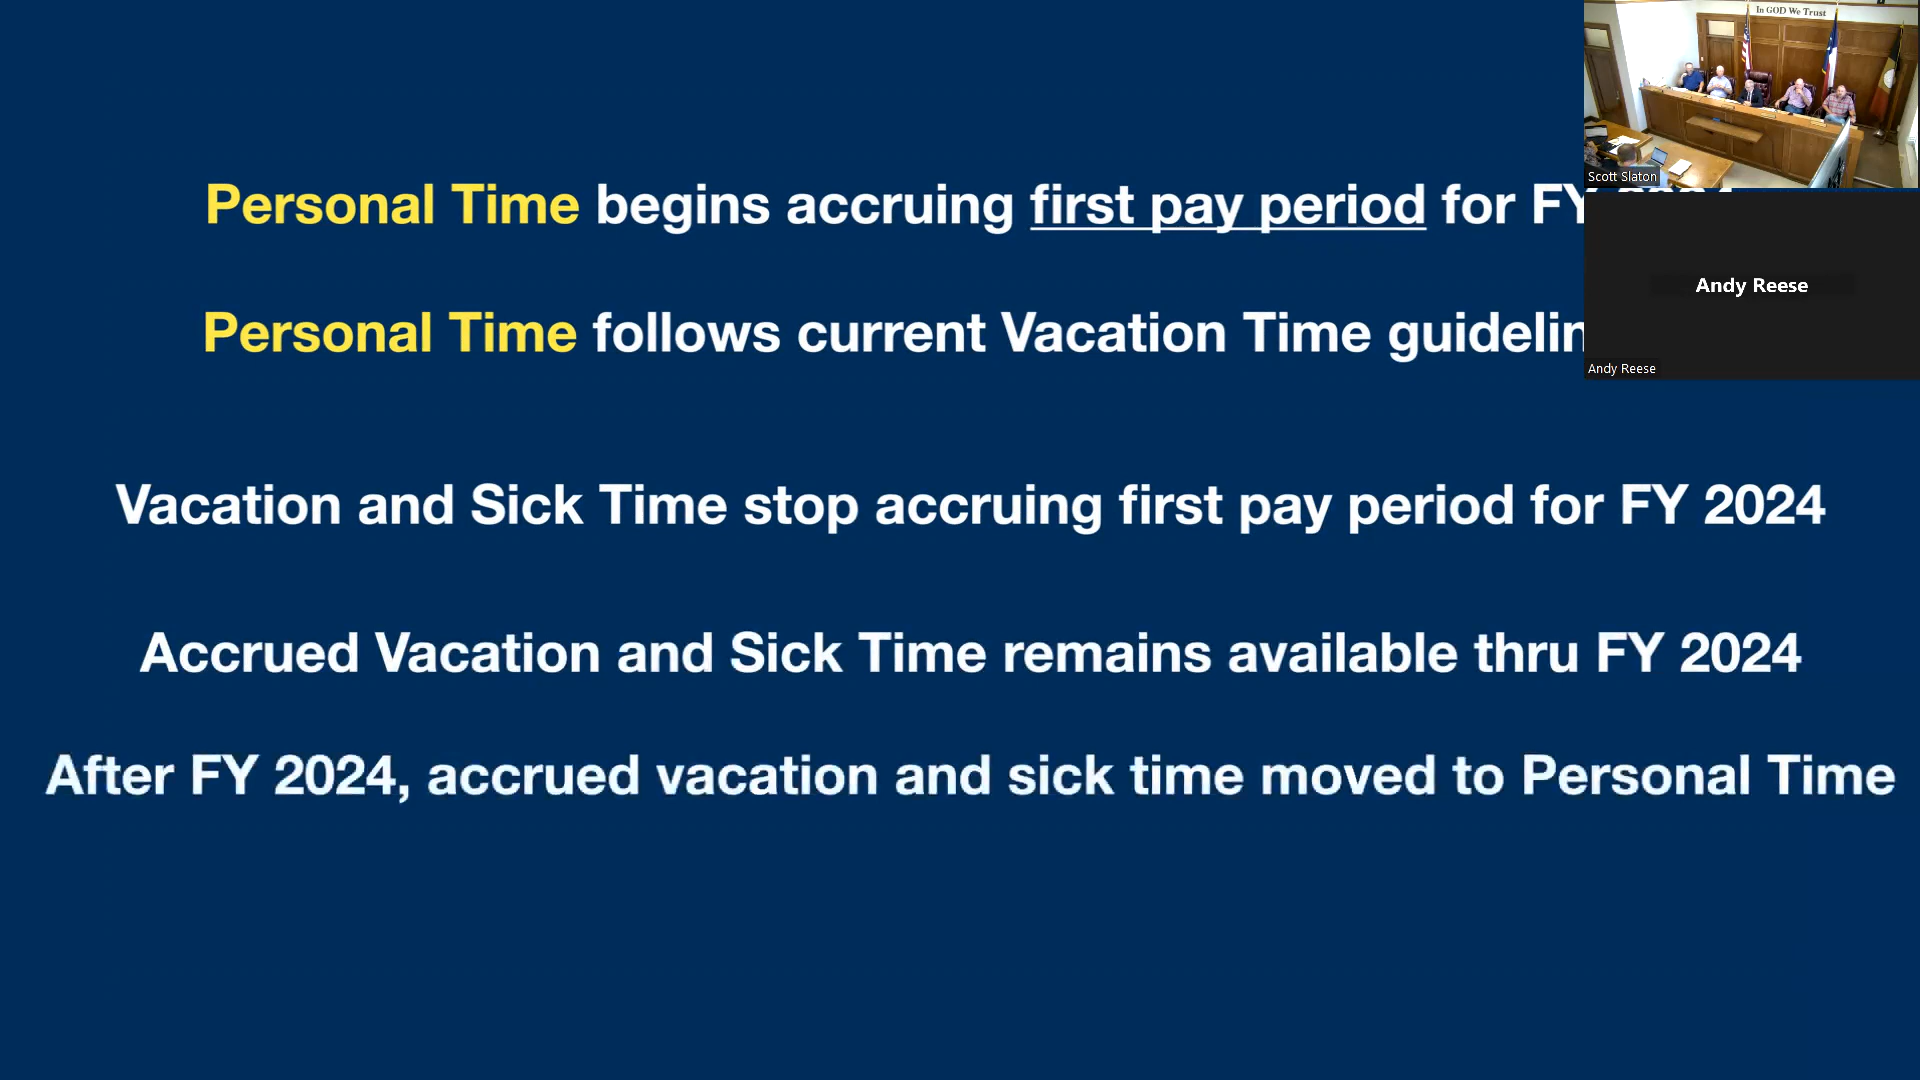 In GOD We Trust
Scott Slaton
Personal Time begins accruing first pay period for FY
Andy Reese
Personal Time follows current Vacation Time
Andy Reese
Vacation and Sick Time stop accruing first pay period for FY 2024
Accrued Vacation and Sick Time remains available thru FY 2024
After FY 2024, accrued vacation and sick time moved to Personal Time